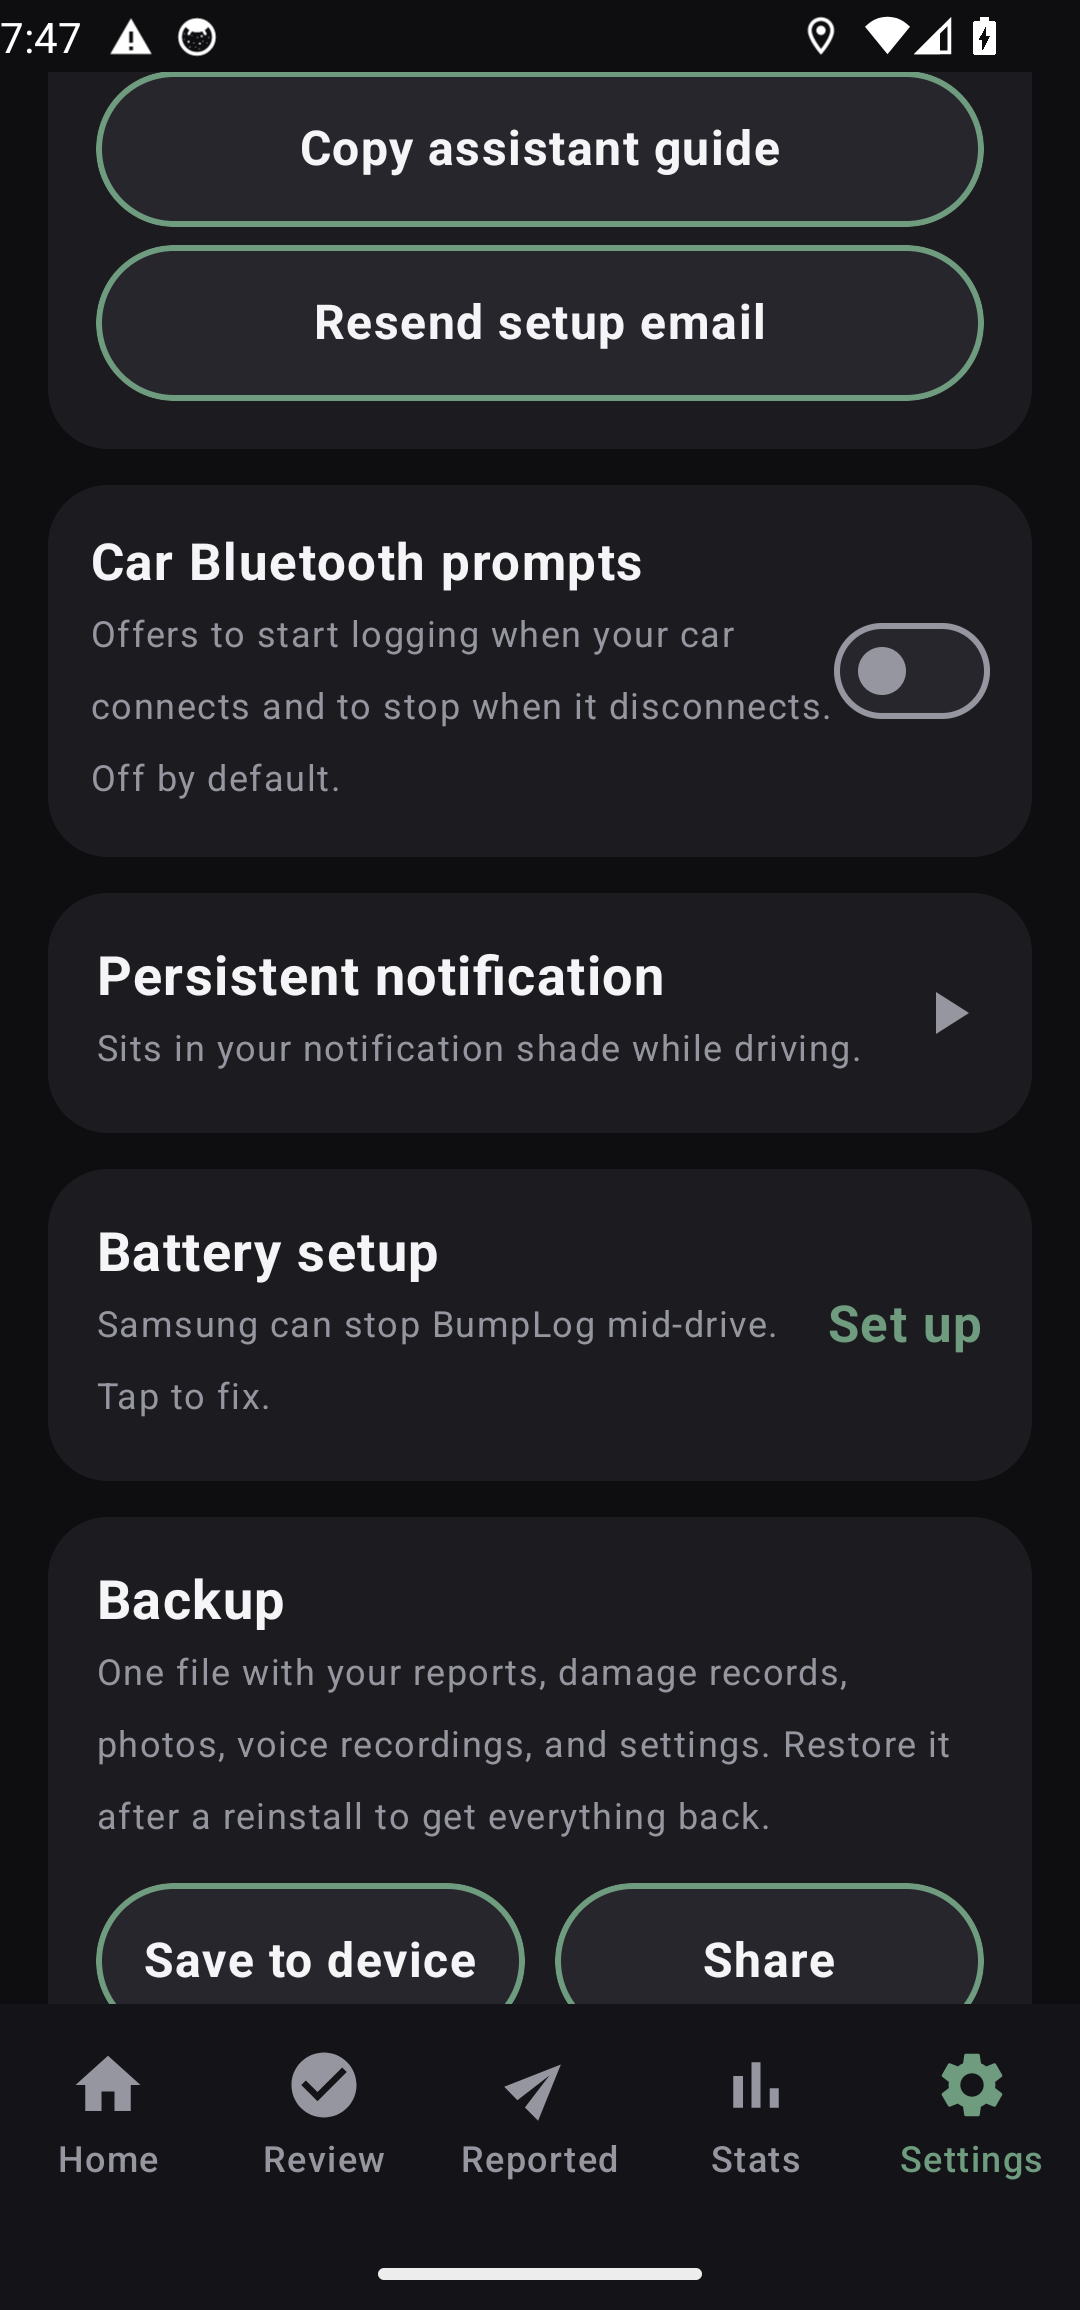 7:47
Copy assistant guide
Resend setup email
Car Bluetooth prompts
Offers to start logging when your car
connects and to stop when it disconnects.
Off by default.
Persistent notification
Sits in your notification shade while driving.
Battery setup
Samsung can stop BumpLog mid-drive.
Tap to fix.
Set up
Backup
One file with your reports, damage records,
photos, voice recordings, and settings. Restore it
after a reinstall to get everything back.
Save to device
Share
Home
Review
Reported
Stats
Settings